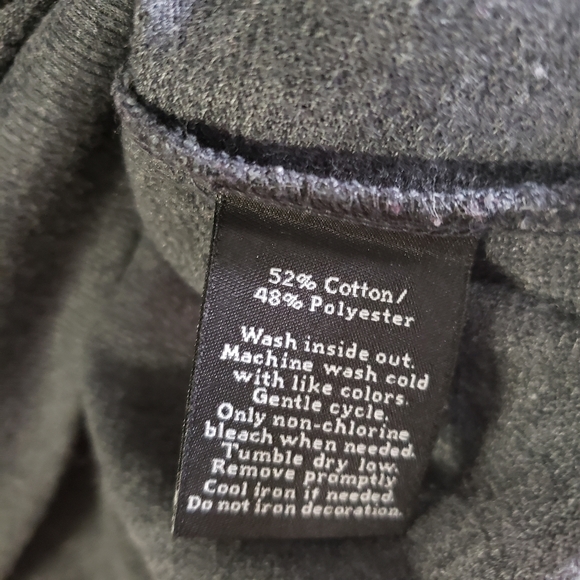 52% Cotton/
48% Polyester
Wash inside out.
Machine wash cold
with like colors.
Gentle cycle.
Only non-chlorine
bleach when needed.
Tumble dry low.
Remove promptly
Cool iron if needed.
Do not iron decoration.